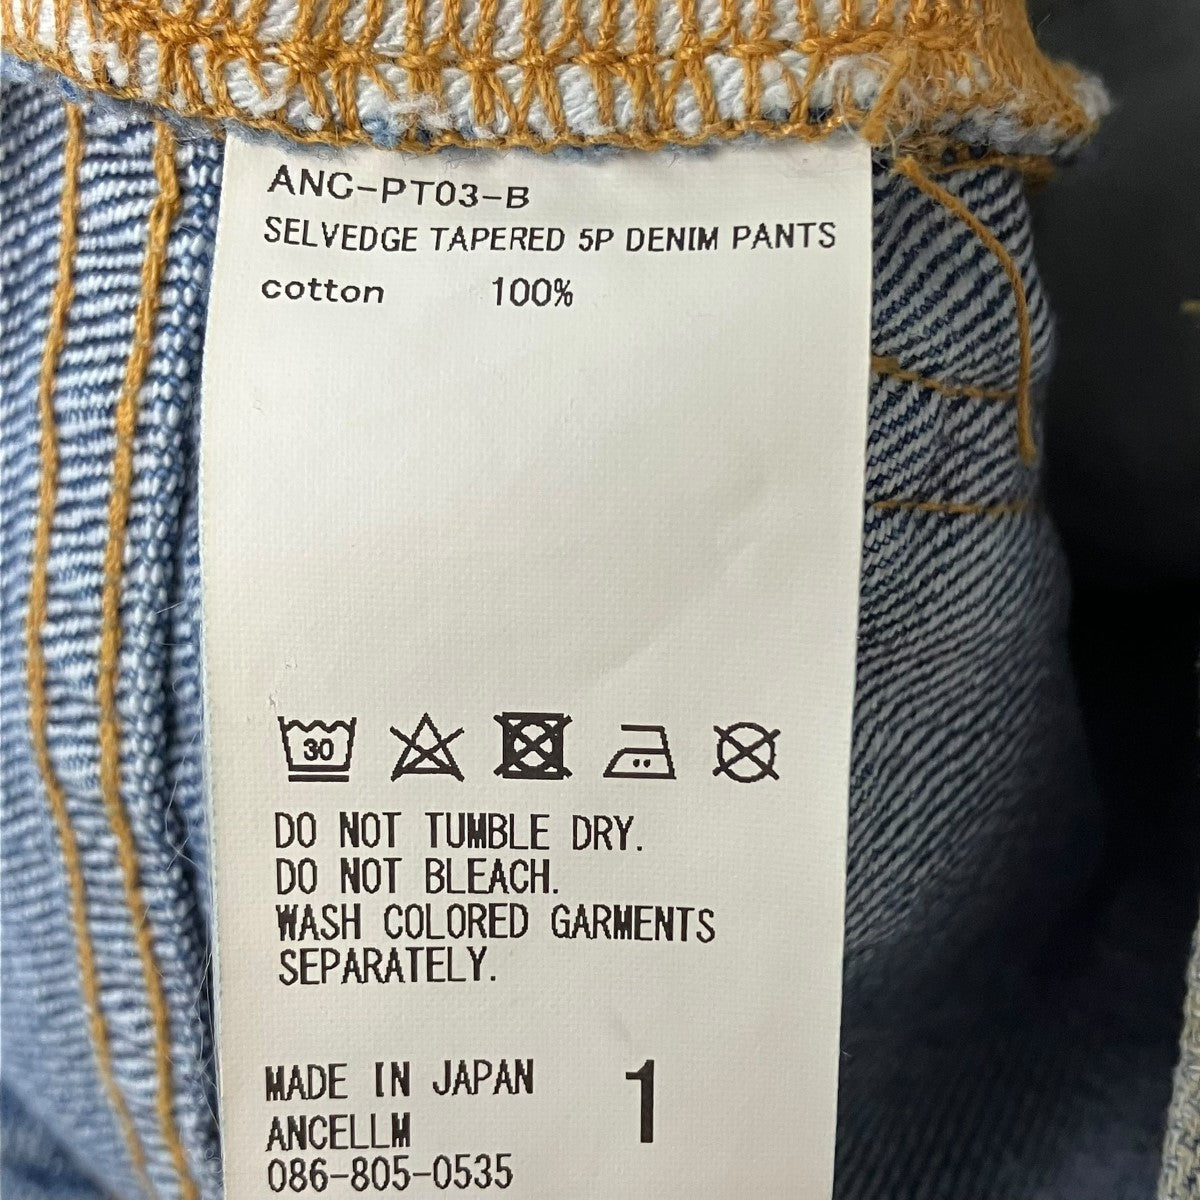 ANC-PT03-B
SELVEDGE TAPERED 5P DENIM PANTS
cotton 100%
30
DO NOT TUMBLE DRY.
DO NOT BLEACH.
WASH COLORED GARMENTS
SEPARATELY.
MADE IN JAPAN
1
ANCELLM
086-805-0535